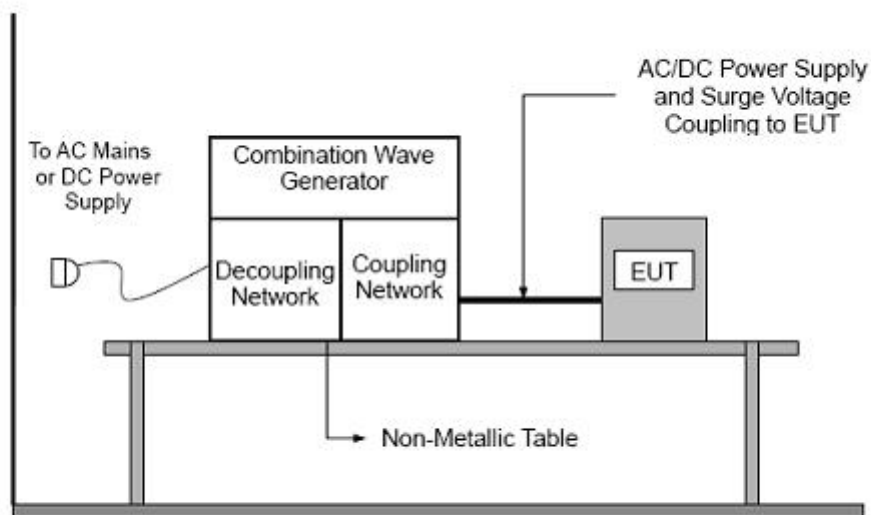 AC/DC Power Supply
and Surge Voltage
Coupling to EUT
To AC Mains
or DC Power
Supply
Combination Wave
Generator
Decoupling
Network
Coupling
Network
EUT
Non-Metallic Table